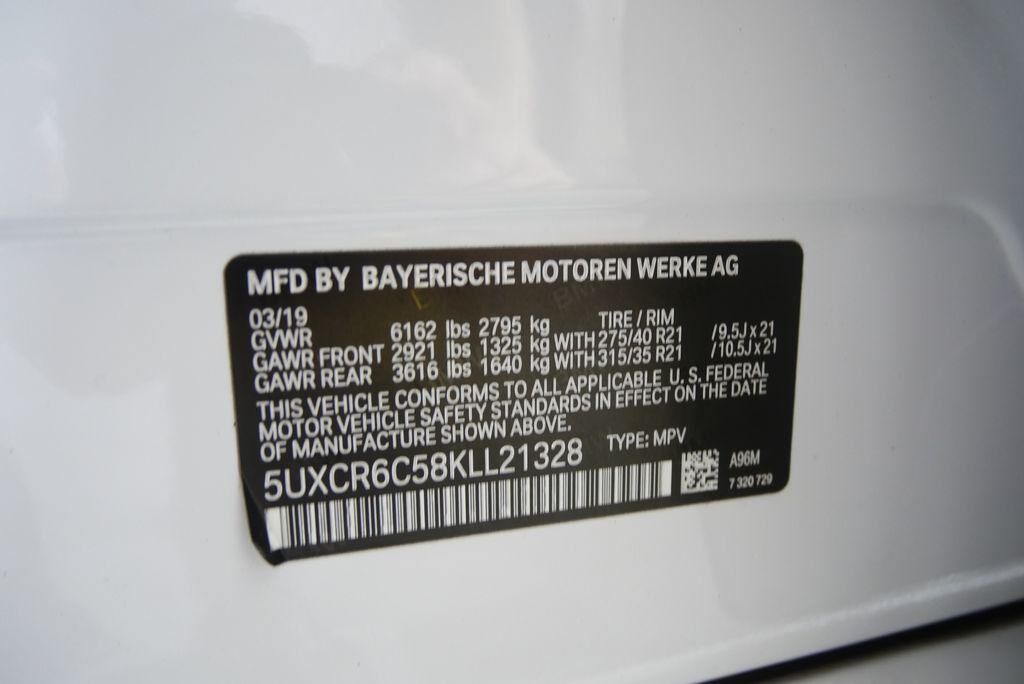 MFD BY BAYERISCHE MOTOREN WERKE AG
03/19 TIRE / RIM
GVWR 6162 lbs 2795 kg
GAWR FRONT 2921 lbs 1325 kg WITH 275/40 R21 /9.5J x 21
GAWR REAR 3616 lbs 1640 kg WITH 315/35 R21 /10.5J x 21
THIS VEHICLE CONFORMS TO ALL APPLICABLE U.S. FEDERAL
MOTOR VEHICLE SAFETY STANDARDS IN EFFECT ON THE DATE
OF MANUFACTURE SHOWN ABOVE.
5UXCR6C58KLL21328 TYPE: MPV
A96M
7 320 729